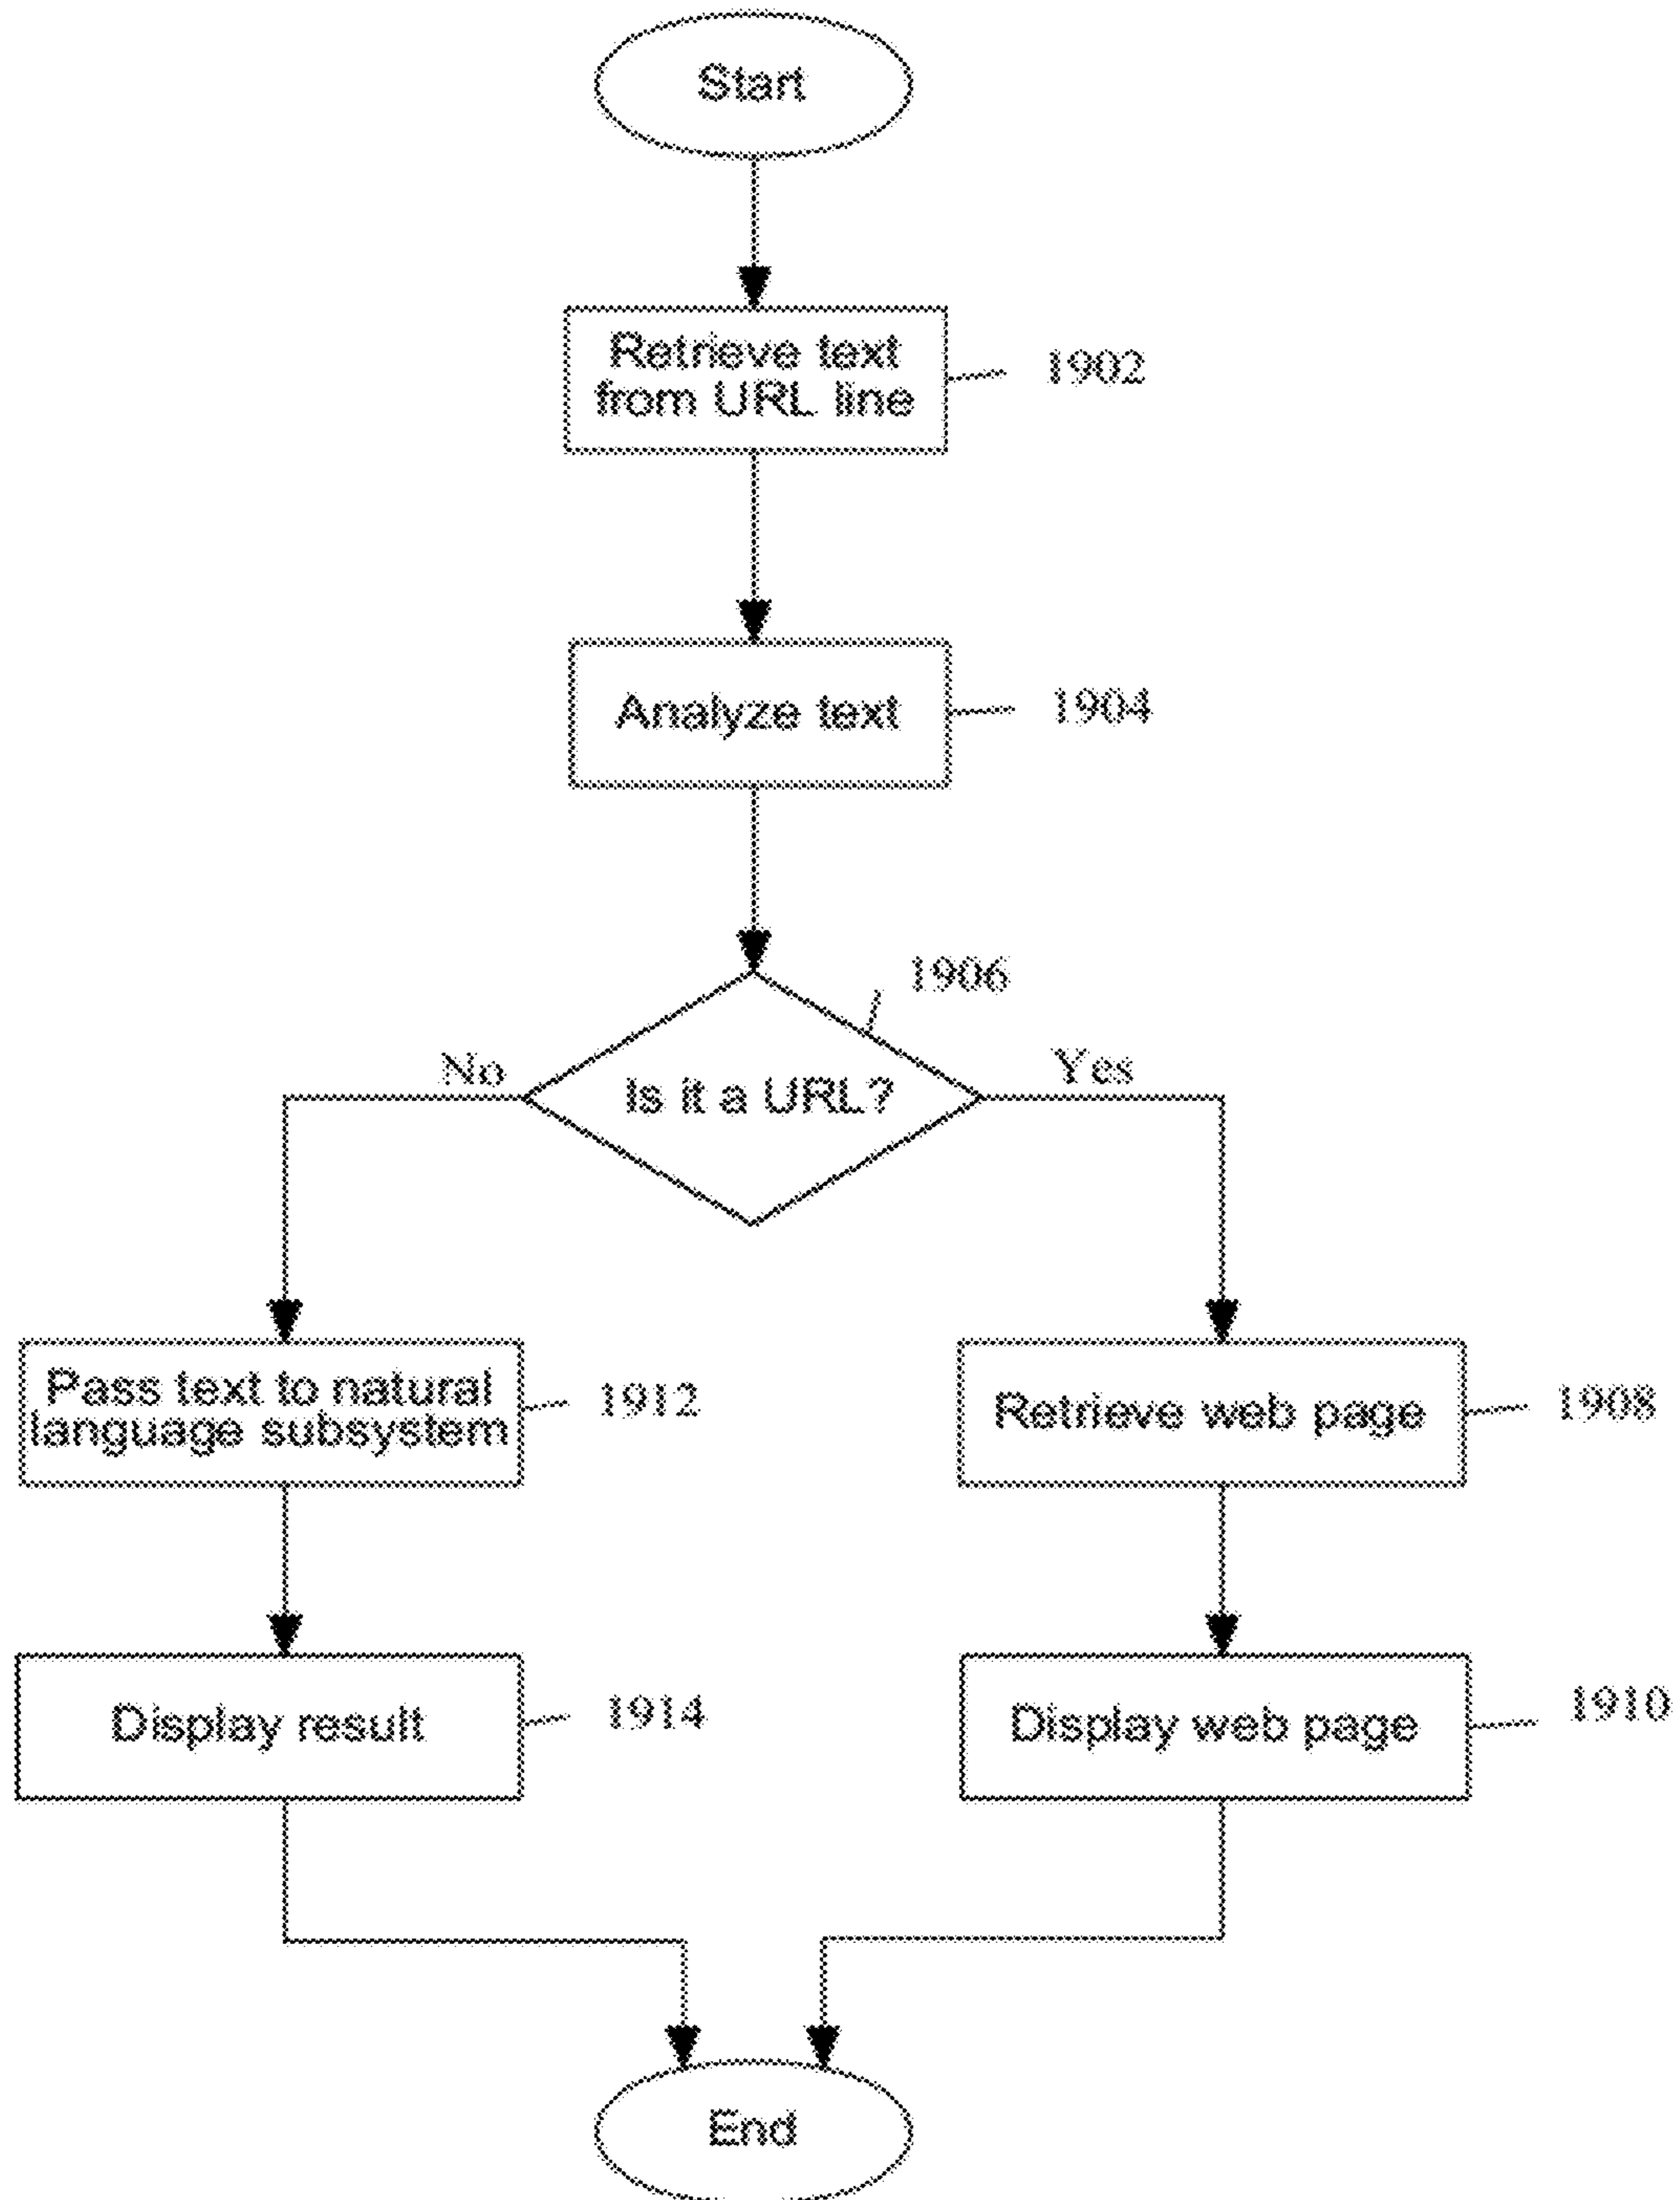 Start
Retrieve text
from URL line
1902
Analyze text
1904
1906
No
Is it a URL?
Yes
Pass text to natural
language subsystem
1912
Retrieve web page
1908
Display result
1914
Display web page
1910
End